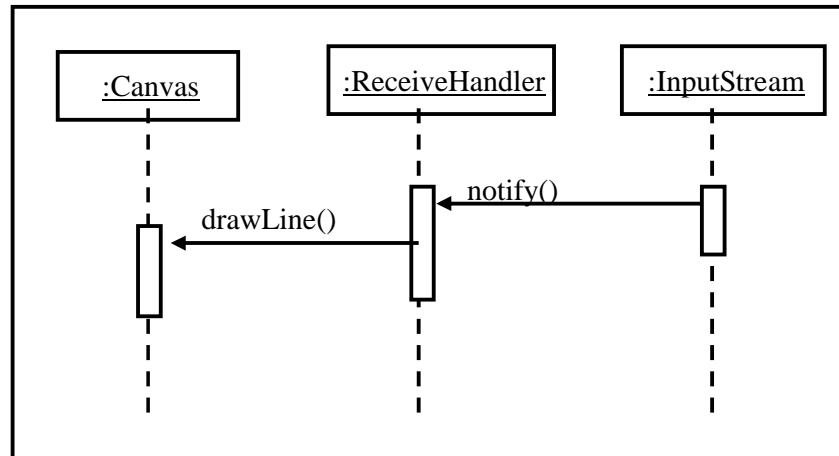 :Canvas
:ReceiveHandler
:InputStream
notify()
drawLine()